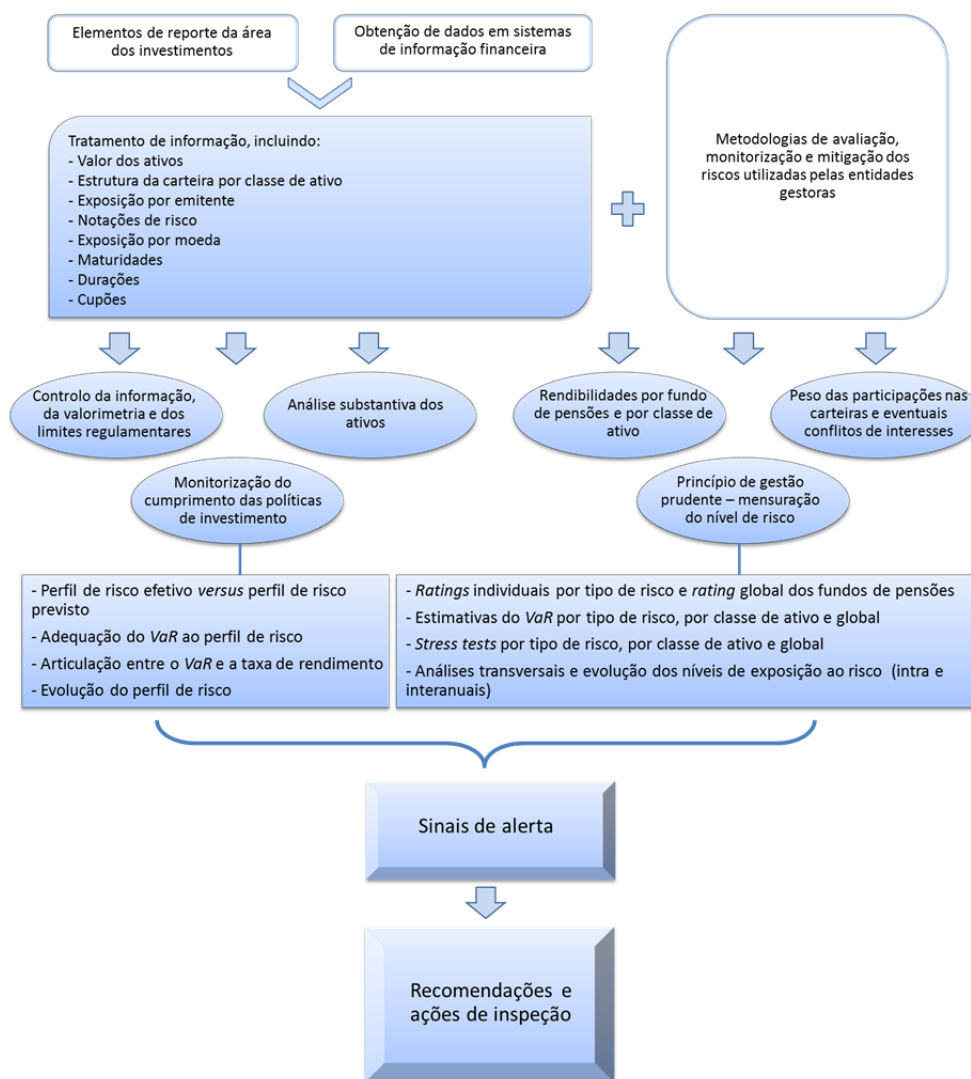 Elementos de reporte da área
dos investimentos
Obtenção de dados em sistemas
de informação financeira
Tratamento de informação, incluindo:
- Valor dos ativos
- Estrutura da carteira por classe de ativo
- Exposição por emitente
- Notações de risco
- Exposição por moeda
- Maturidades
- Durações
- Cupões
Metodologias de avaliação,
monitorização e mitigação dos
riscos utilizadas pelas entidades
gestoras
Controlo da informação,
da valorimetria e dos
limites regulamentares
Análise substantiva dos
ativos
Rendibilidades por fundo
de pensões e por classe de
ativo
Peso das participações nas
carteiras e eventuais
conflitos de interesses
Monitorização do
cumprimento das políticas
de investimento
Princípio de gestão
prudente – mensuração
do nível de risco
- Perfil de risco efetivo versus perfil de risco
previsto
- Adequação do VaR ao perfil de risco
- Articulação entre o VaR e a taxa de rendimento
- Evolução do perfil de risco
- Ratings individuais por tipo de risco e rating global dos fundos de pensões
- Estimativas do VaR por tipo de risco, por classe de ativo e global
- Stress tests por tipo de risco, por classe de ativo e global
- Análises transversais e evolução dos níveis de exposição ao risco (intra e
interanuais)
Sinais de alerta
Recomendações e
ações de inspeção